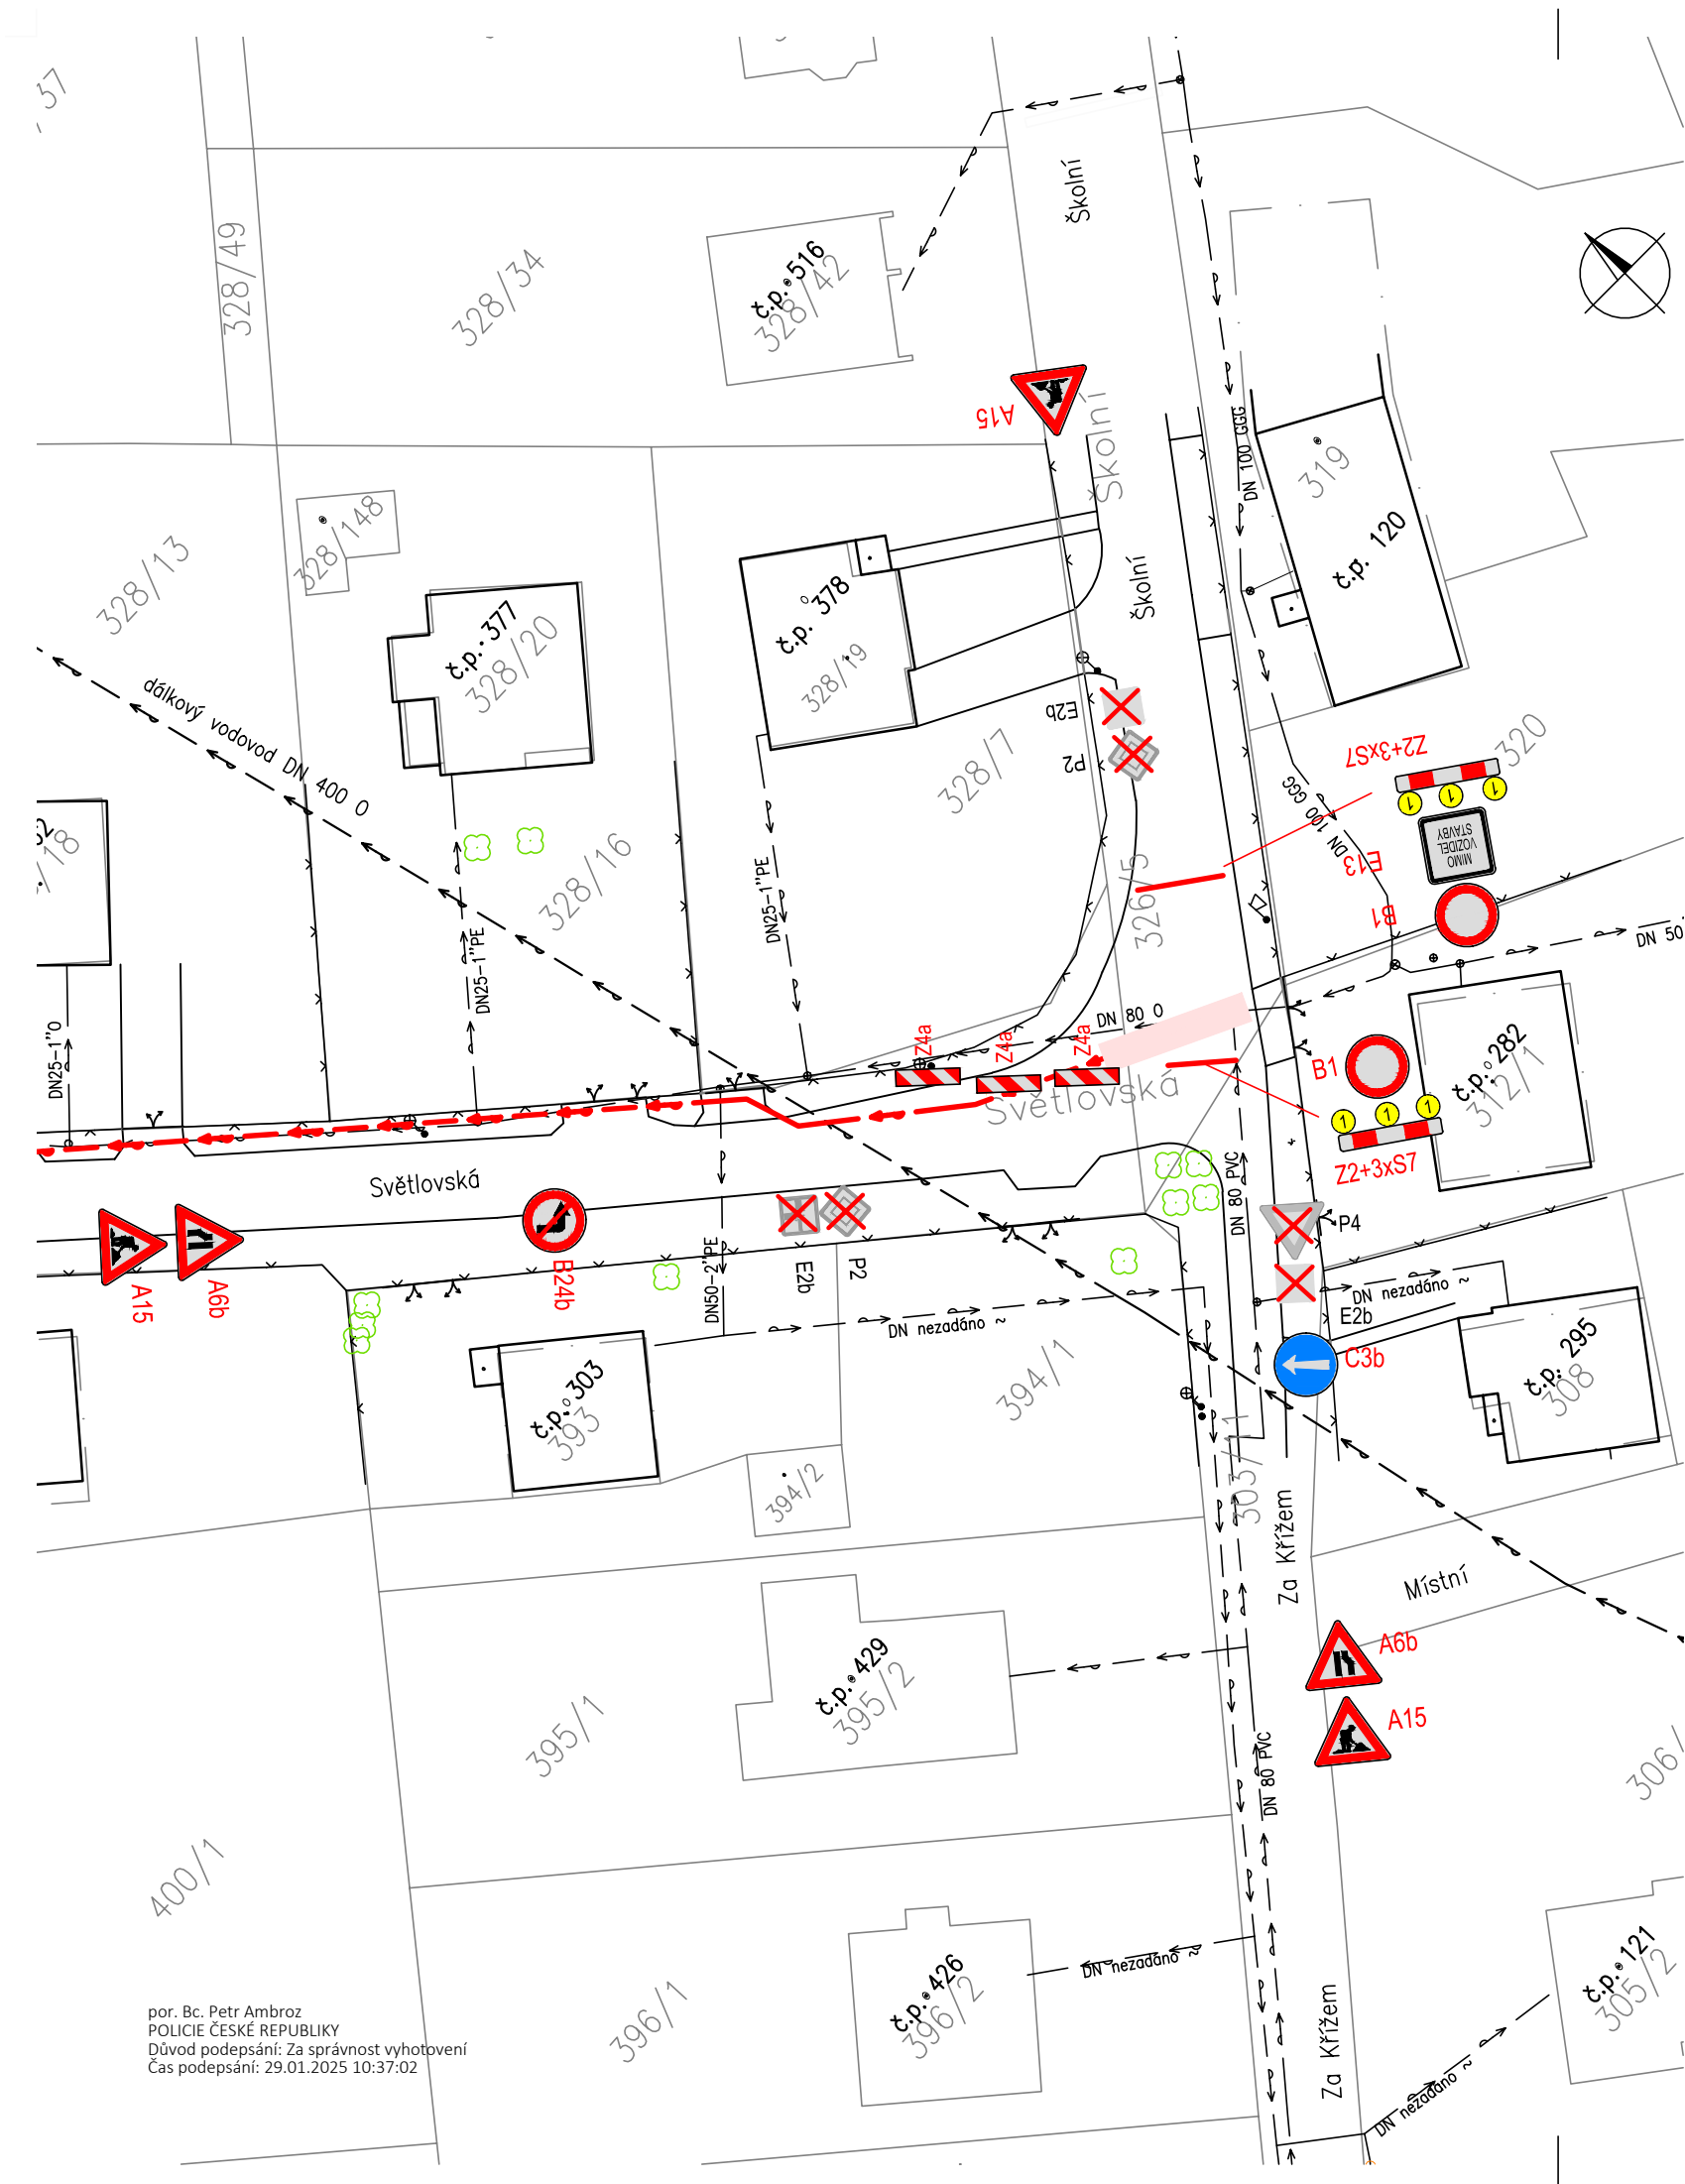 328/49
328/34
č.p. 516
328/42
Školní
A15
Školní
DN 100 GGG
319
č.p. 120
328/13
328/148
č.p. 377
328/20
č.p. 378
328/19
Školní
E2b
P2
dálkový vodovod DN 400 O
328/7
Z2+3xS7
320
1
1
1
MIMO
VOZIDEL
STAVBY
E13
B1
DN 100 GGG
328/16
DN25-1"PE
DN25-1"PE
326/5
DN 50
DN25-1"O
DN 80 O
Z4a
Z4a
Z4a
Světlovská
B1
č.p. 282
312/1
1
1
1
Z2+3xS7
Světlovská
DN 80 PVC
P4
A15
A6b
B24b
DN50-2"PE
E2b
P2
DN nezadáno ~
DN nezadáno ~
E2b
C3b
č.p. 295
308
č.p. 303
393
394/1
394/2
303/11
Za Křížem
Místní
A6b
A15
č.p. 429
395/2
395/1
DN 80 PVC
306/
400/1
č.p. 426
396/2
396/1
DN nezadáno ~
č.p. 121
305/2
Za Křížem
DN nezadáno ~
por. Bc. Petr Ambroz
POLICIE ČESKÉ REPUBLIKY
Důvod podepsání: Za správnost vyhotovení
Čas podepsání: 29.01.2025 10:37:02